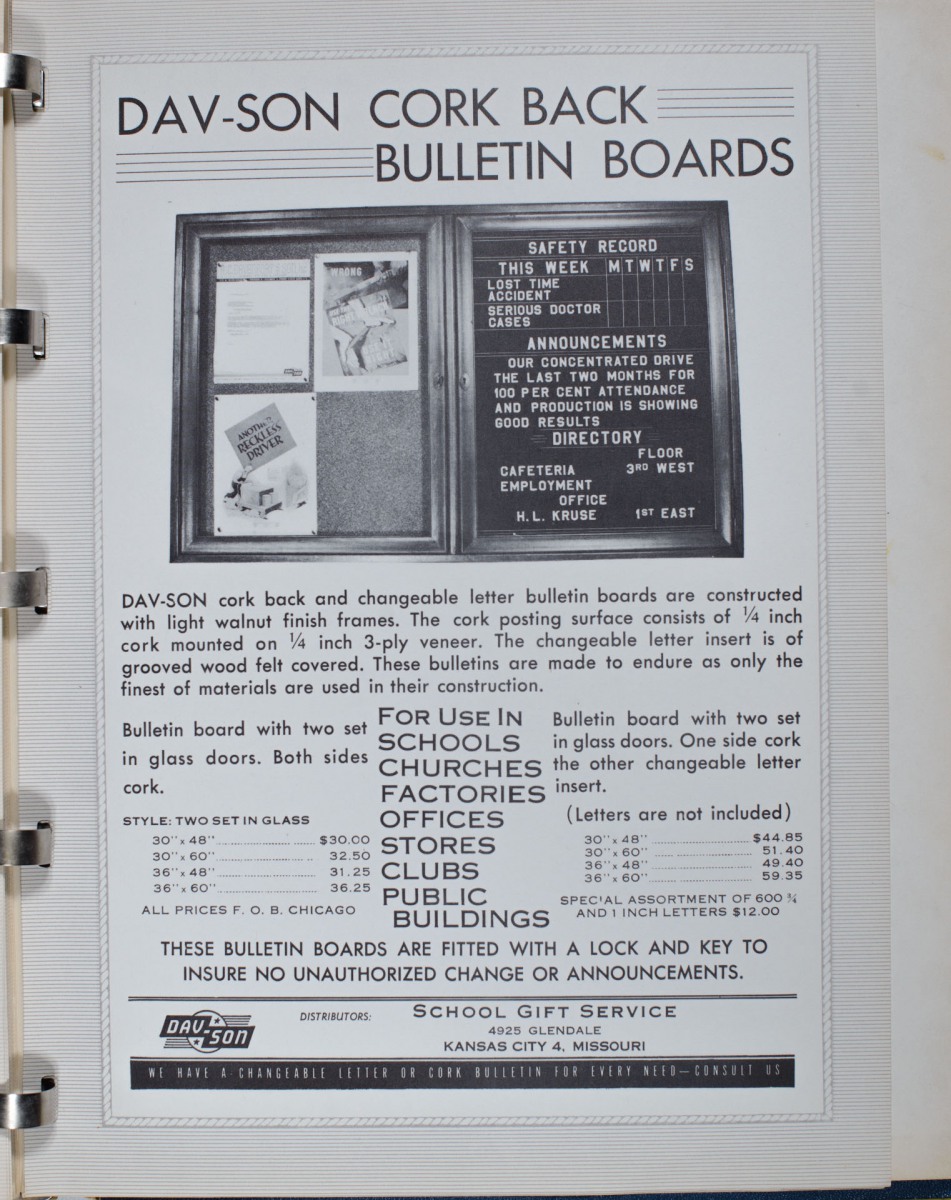 DAV-SON CORK BACK
BULLETIN BOARDS
WRONG
ANOTHER
RECKLESS
DRIVER
SAFETY RECORD
THIS WEEK M T W T F S
LOST TIME
ACCIDENT
SERIOUS DOCTOR
CASES
ANNOUNCEMENTS
OUR CONCENTRATED DRIVE
THE LAST TWO MONTHS FOR
100 PER CENT ATTENDANCE
AND PRODUCTION IS SHOWING
GOOD RESULTS
DIRECTORY
FLOOR
CAFETERIA 3RD WEST
EMPLOYMENT
OFFICE
H. L. KRUSE 1ST EAST
DAV-SON cork back and changeable letter bulletin boards are constructed
with light walnut finish frames. The cork posting surface consists of ¼ inch
cork mounted on ¼ inch 3-ply veneer. The changeable letter insert is of
grooved wood felt covered. These bulletins are made to endure as only the
finest of materials are used in their construction.
Bulletin board with two set
in glass doors. Both sides
cork.
STYLE: TWO SET IN GLASS
30" x 48" $30.00
30" x 60" 32.50
36" x 48" 31.25
36" x 60" 36.25
ALL PRICES F. O. B. CHICAGO
FOR USE IN
SCHOOLS
CHURCHES
FACTORIES
OFFICES
STORES
CLUBS
PUBLIC
BUILDINGS
Bulletin board with two set
in glass doors. One side cork
the other changeable letter
insert.
(Letters are not included)
30" x 48" $44.85
30" x 60" 51.40
36" x 48" 49.40
36" x 60" 59.35
SPECIAL ASSORTMENT OF 600 ¾
AND 1 INCH LETTERS $12.00
THESE BULLETIN BOARDS ARE FITTED WITH A LOCK AND KEY TO
INSURE NO UNAUTHORIZED CHANGE OR ANNOUNCEMENTS.
DAV-SON
DISTRIBUTORS:
SCHOOL GIFT SERVICE
4925 GLENDALE
KANSAS CITY 4, MISSOURI
WE HAVE A CHANGEABLE LETTER OR CORK BULLETIN FOR EVERY NEED—CONSULT US